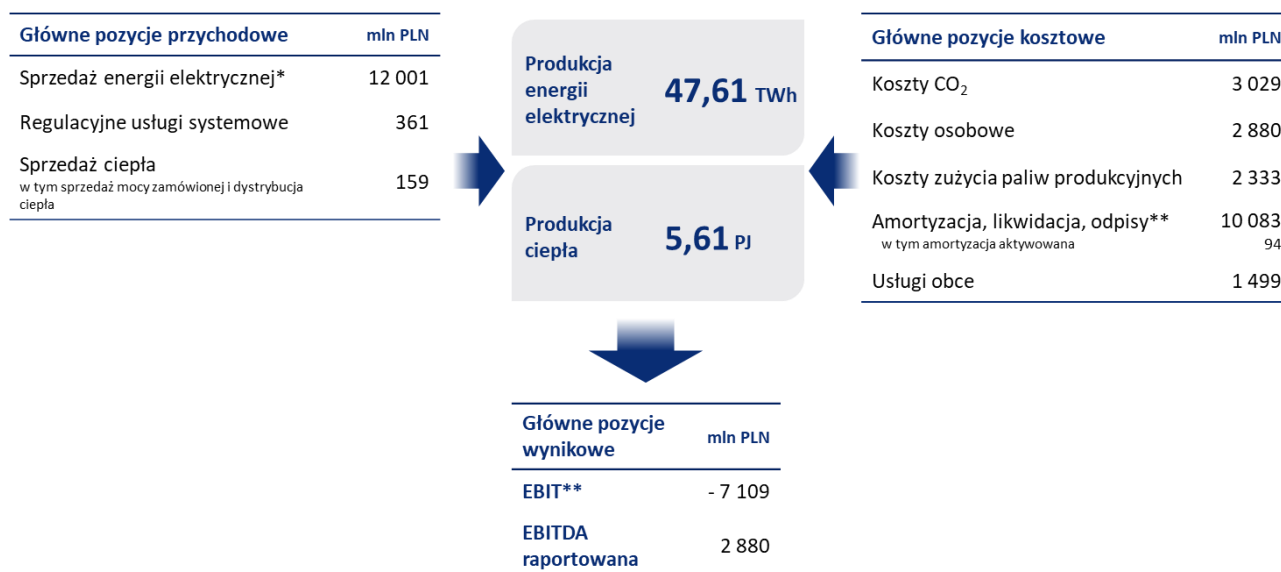 Główne pozycje przychodowe mln PLN
Sprzedaż energii elektrycznej* 12 001
Regulacyjne usługi systemowe 361
Sprzedaż ciepła
w tym sprzedaż mocy zamówionej i dystrybucja
ciepła
159
Produkcja
energii
elektrycznej
47,61 TWh
Produkcja
ciepła
5,61 PJ
Główne pozycje kosztowe mln PLN
Koszty CO₂ 3 029
Koszty osobowe 2 880
Koszty zużycia paliw produkcyjnych 2 333
Amortyzacja, likwidacja, odpisy** 10 083
w tym amortyzacja aktywowana 94
Usługi obce 1 499
Główne pozycje
wynikowe
mln PLN
EBIT** - 7 109
EBITDA
raportowana
2 880